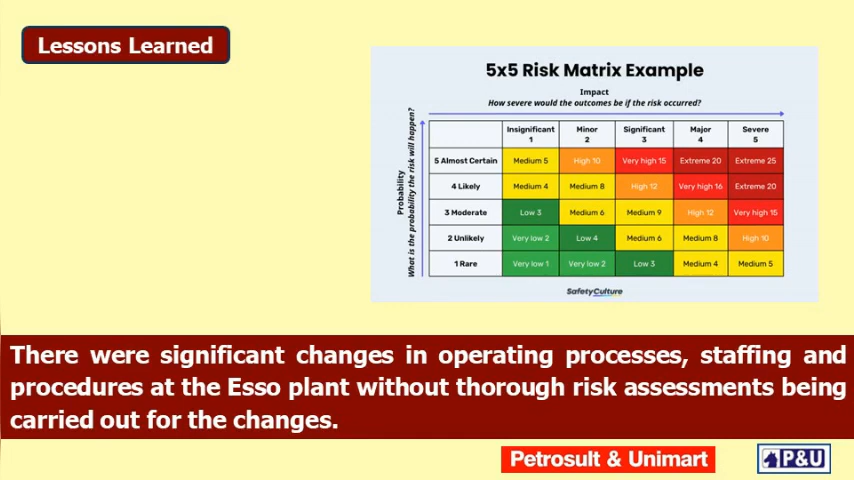 Lessons Learned
5x5 Risk Matrix Example
Impact
How severe would the outcomes be if the risk occurred?
Probability
What is the probability the risk will happen?
Insignificant 1 Minor 2 Significant 3 Major 4 Severe 5
5 Almost Certain Medium 5 High 10 Very high 15 Extreme 20 Extreme 25
4 Likely Medium 4 Medium 8 High 12 Very high 16 Extreme 20
3 Moderate Low 3 Medium 6 Medium 9 High 12 Very high 15
2 Unlikely Very low 2 Low 4 Medium 6 Medium 8 High 10
1 Rare Very low 1 Very low 2 Low 3 Medium 4 Medium 5
SafetyCulture
There were significant changes in operating processes, staffing and
procedures at the Esso plant without thorough risk assessments being
carried out for the changes.
Petrosult & Unimart
P&U